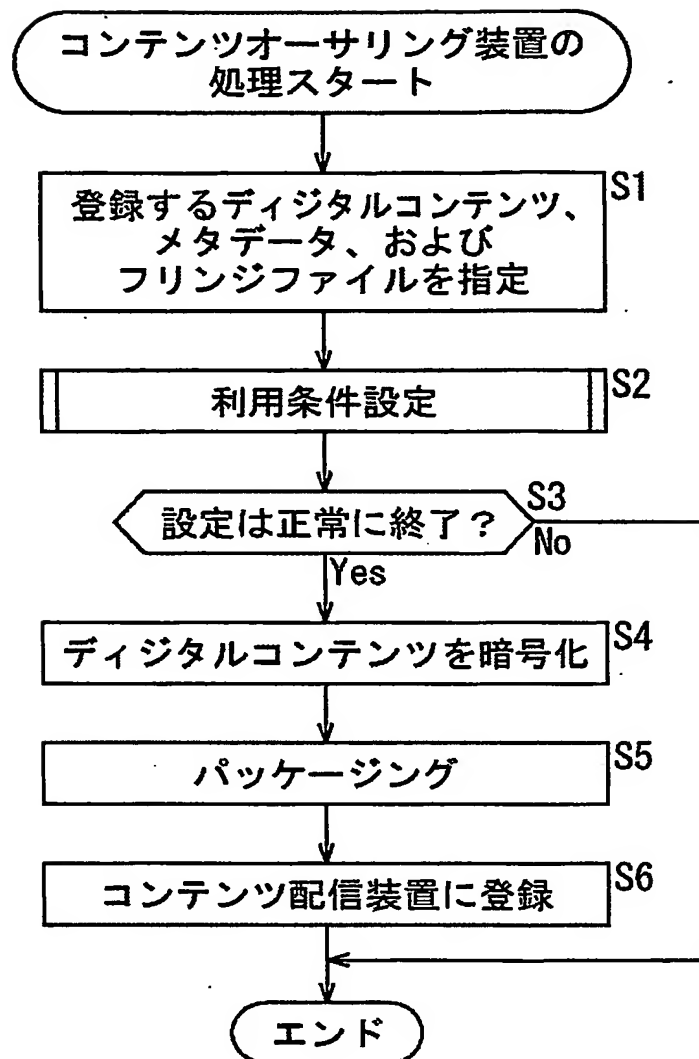 コンテンツオーサリング装置の
処理スタート
登録するディジタルコンテンツ、
メタデータ、および
フリンジファイルを指定
S1
利用条件設定
S2
設定は正常に終了?
S3
No
Yes
ディジタルコンテンツを暗号化
S4
パッケージング
S5
コンテンツ配信装置に登録
S6
エンド